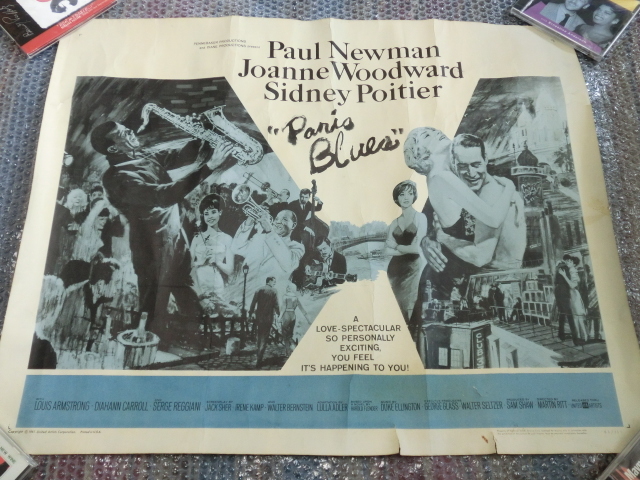 Paul Newman
Joanne Woodward
Sidney Poitier
"Paris
Blues"
A
LOVE-SPECTACULAR
SO PERSONALLY
EXCITING,
YOU FEEL
IT'S HAPPENING TO YOU!
LOUIS ARMSTRONG · DIAHANN CARROLL SERGE REGGIANI JACK SHER · IRENE KAMP WALTER BERNSTEIN LULLA ADLER DUKE ELLINGTON GEORGE GLASS WALTER SELTZER SAM SHAW MARTIN RITT